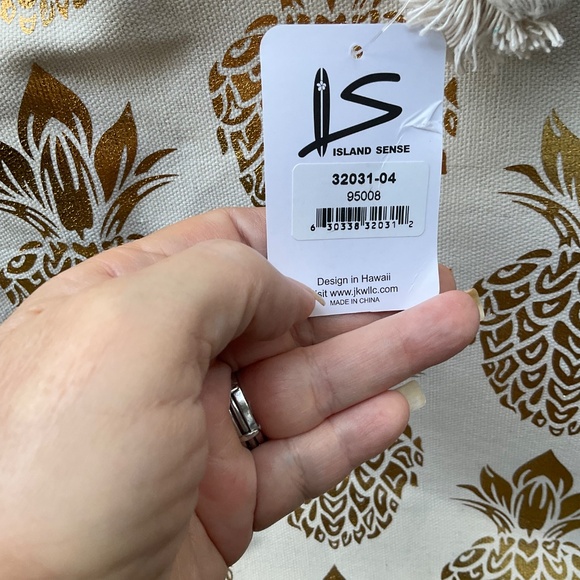 IS
ISLAND SENSE
32031-04
95008
6 30338 32031 2
Design in Hawaii
www.jkwllc.com
MADE IN CHINA